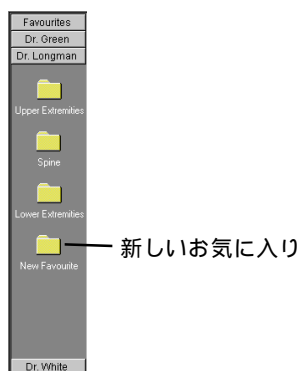 Favourites
Dr. Green
Dr. Longman
Upper Extremities
Spine
Lower Extremities
新しいお気に入り
New Favourite
Dr. White